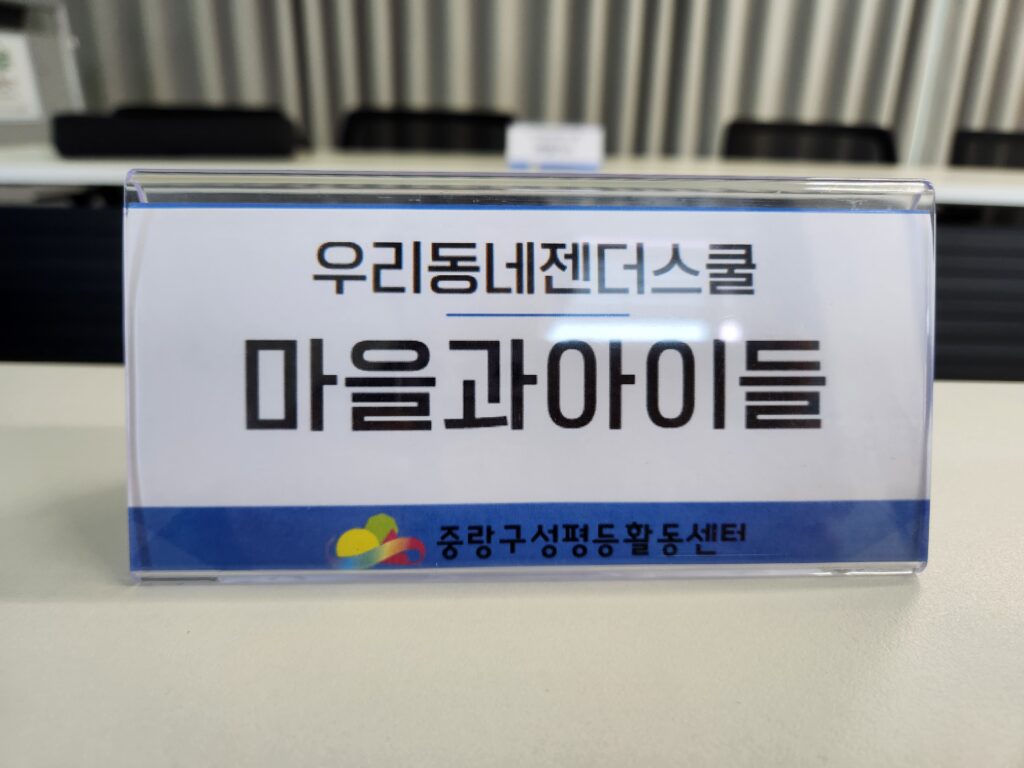 우리동네젠더스쿨
마을과아이들
중랑구성평등활동센터